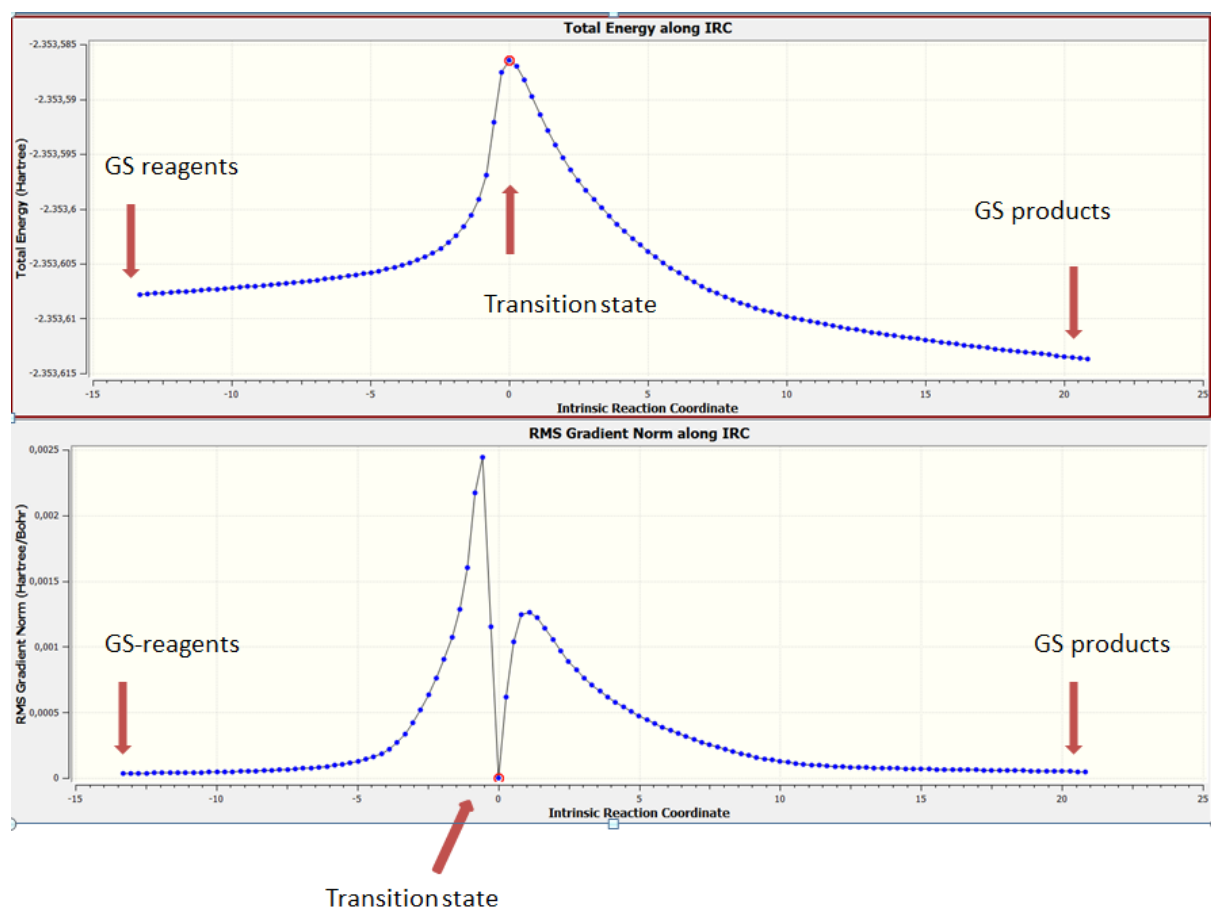 Total Energy along IRC
Total Energy (Hartree)
-2.353,585
-2.353,59
-2.353,595
-2.353,6
-2.353,605
-2.353,61
-2.353,615
GS reagents
Transition state
GS products
-15 -10 -5 0 5 10 15 20 25
Intrinsic Reaction Coordinate
RMS Gradient Norm along IRC
RMS Gradient Norm (Hartree/Bohr)
0,0025
0,002
0,0015
0,001
0,0005
0
GS-reagents
GS products
-15 -10 -5 0 5 10 15 20 25
Intrinsic Reaction Coordinate
Transition state